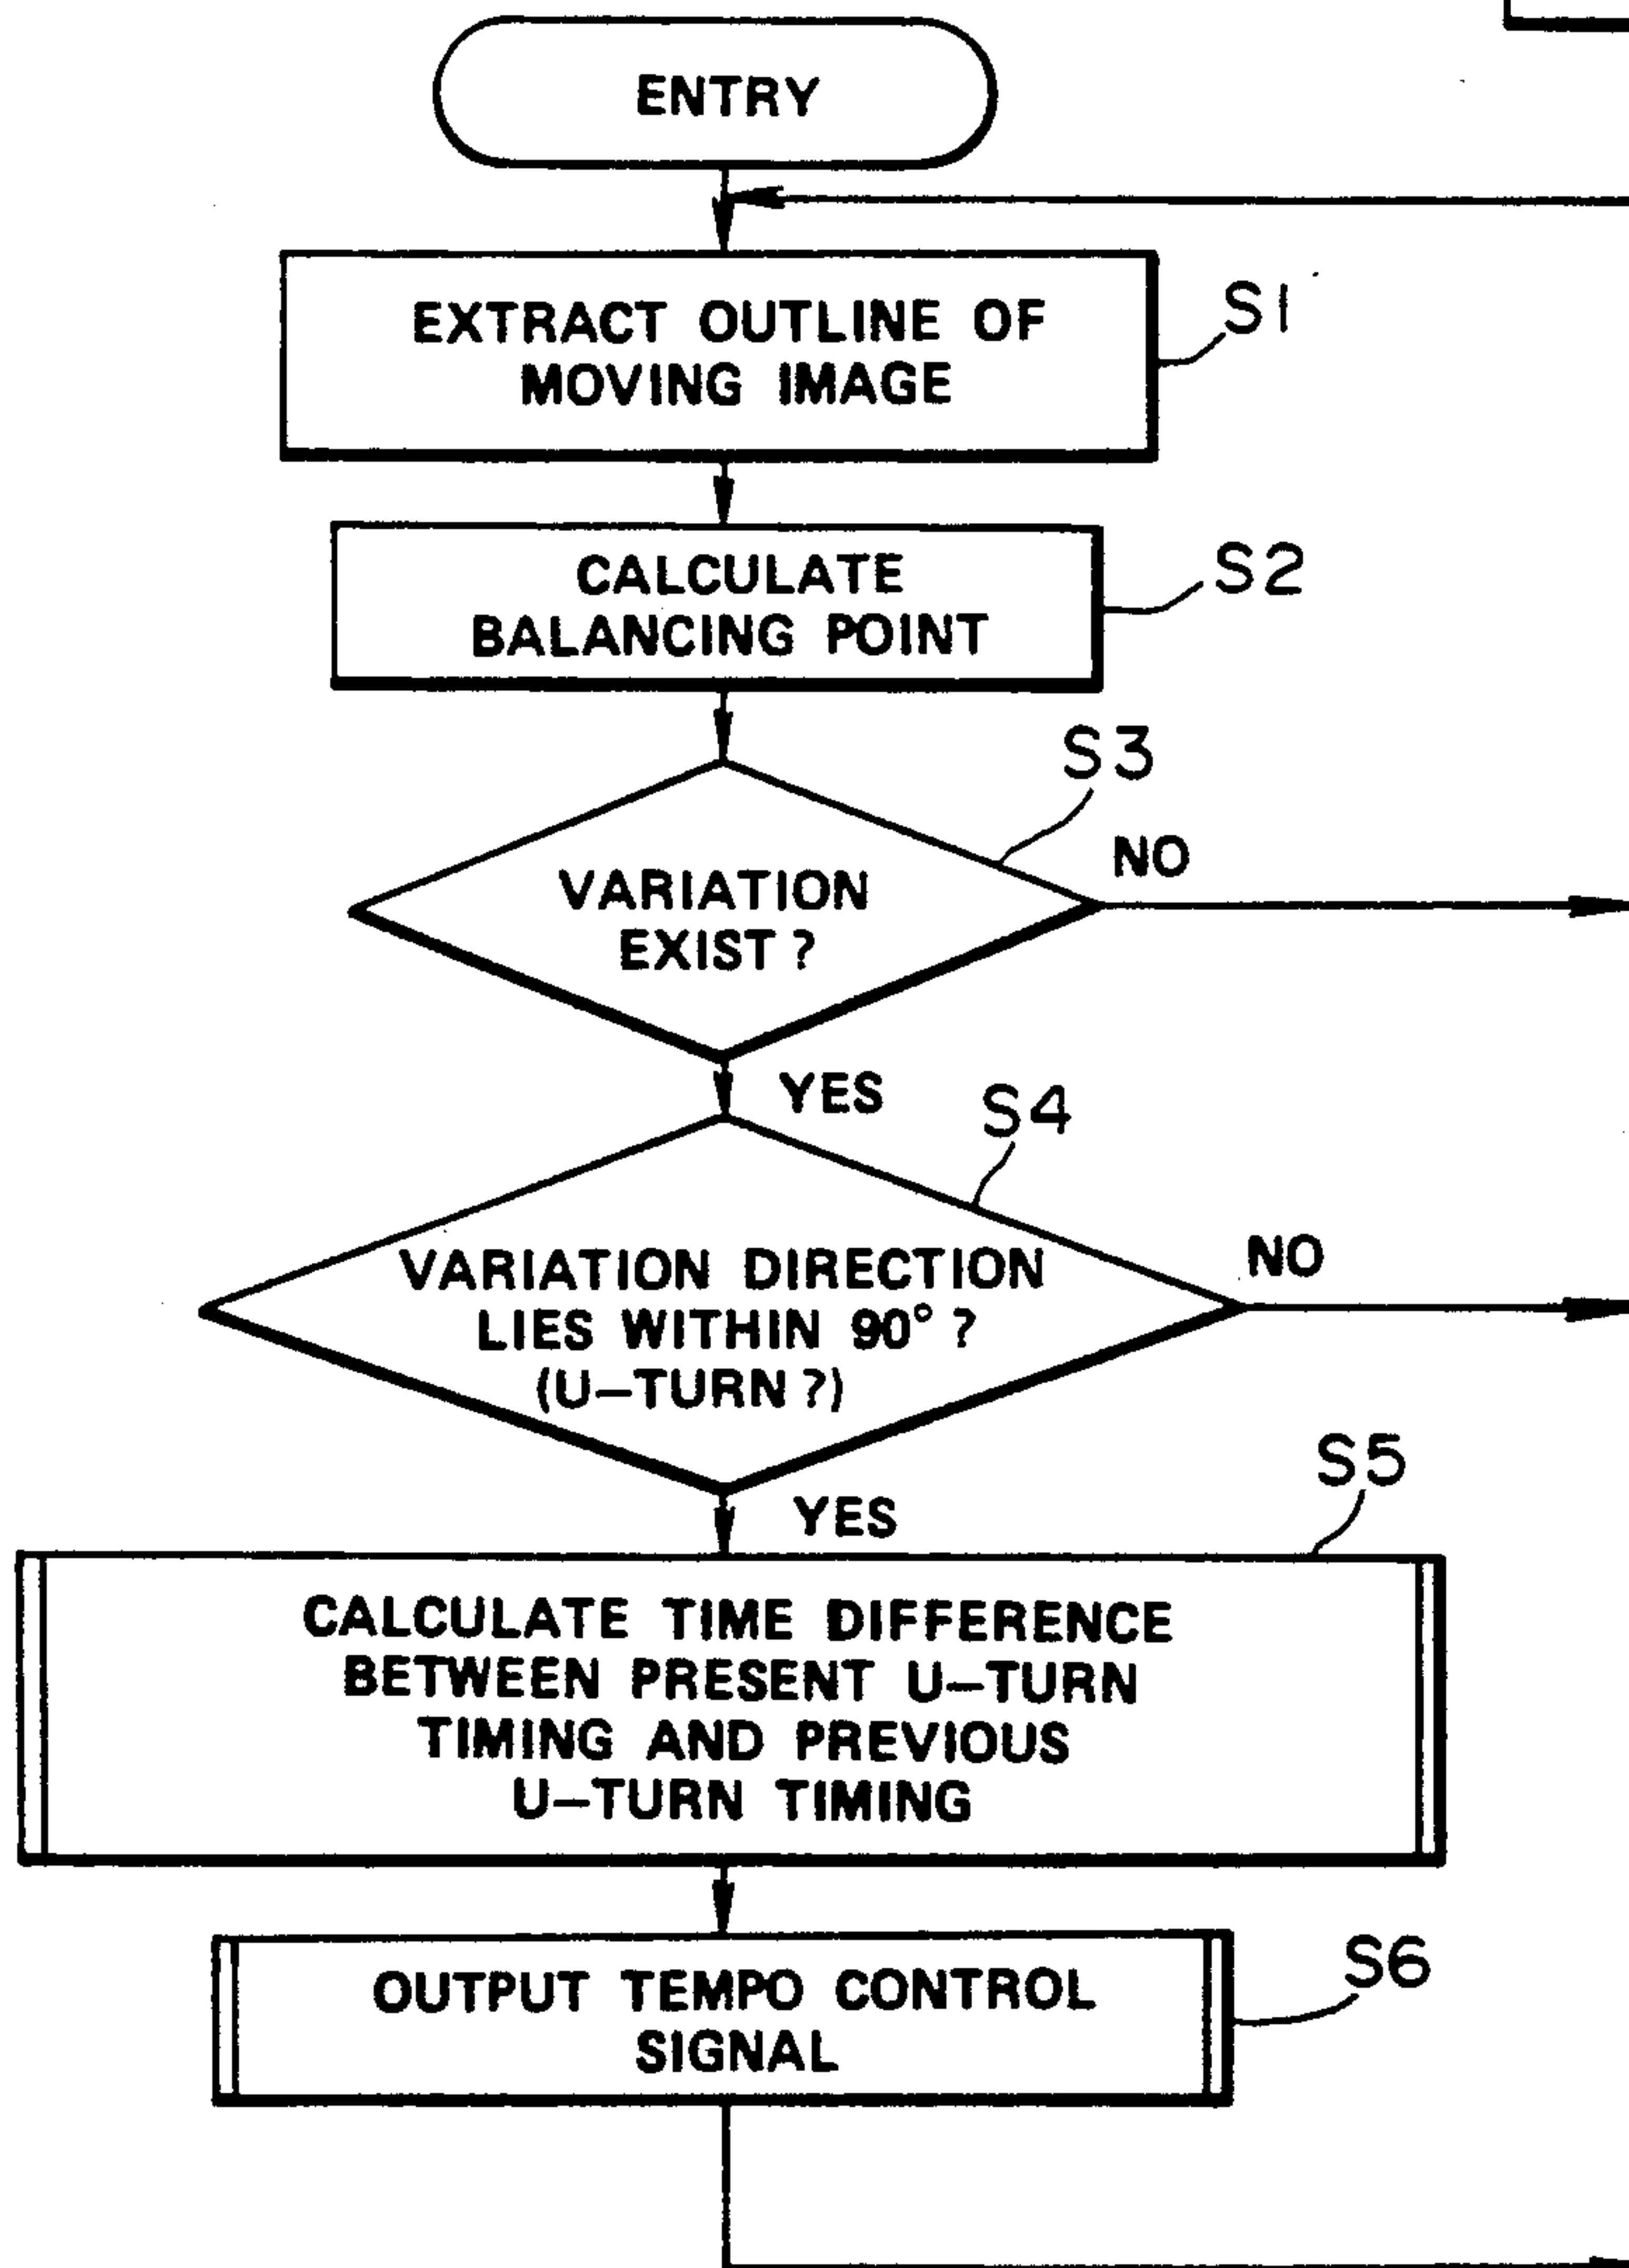 ENTRY
EXTRACT OUTLINE OF
MOVING IMAGE
S1
CALCULATE
BALANCING POINT
S2
S3
VARIATION
EXIST?
NO
YES
S4
VARIATION DIRECTION
LIES WITHIN 90°?
(U-TURN?)
NO
YES
S5
CALCULATE TIME DIFFERENCE
BETWEEN PRESENT U-TURN
TIMING AND PREVIOUS
U-TURN TIMING
OUTPUT TEMPO CONTROL
SIGNAL
S6